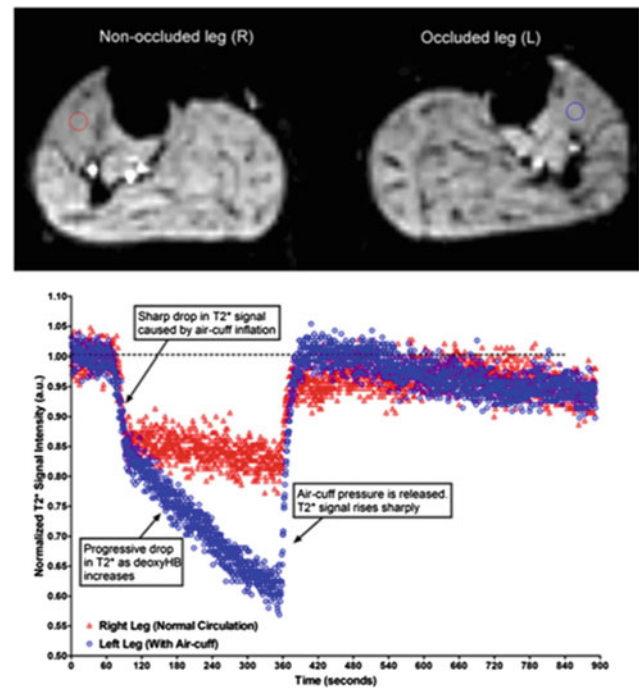 Non-occluded leg (R)
Occluded leg (L)
Normalized T2* Signal Intensity (a.u.)
1.10
1.05
1.00
0.95
0.90
0.85
0.80
0.75
0.70
0.65
0.60
0.55
0.50
Sharp drop in T2* signal
caused by air-cuff inflation
Air-cuff pressure is released.
T2* signal rises sharply
Progressive drop
in T2* as deoxyHB
increases
Right Leg (Normal Circulation)
Left Leg (With Air-cuff)
0 60 120 180 240 300 360 420 480 540 600 660 720 780 840 900
Time (seconds)